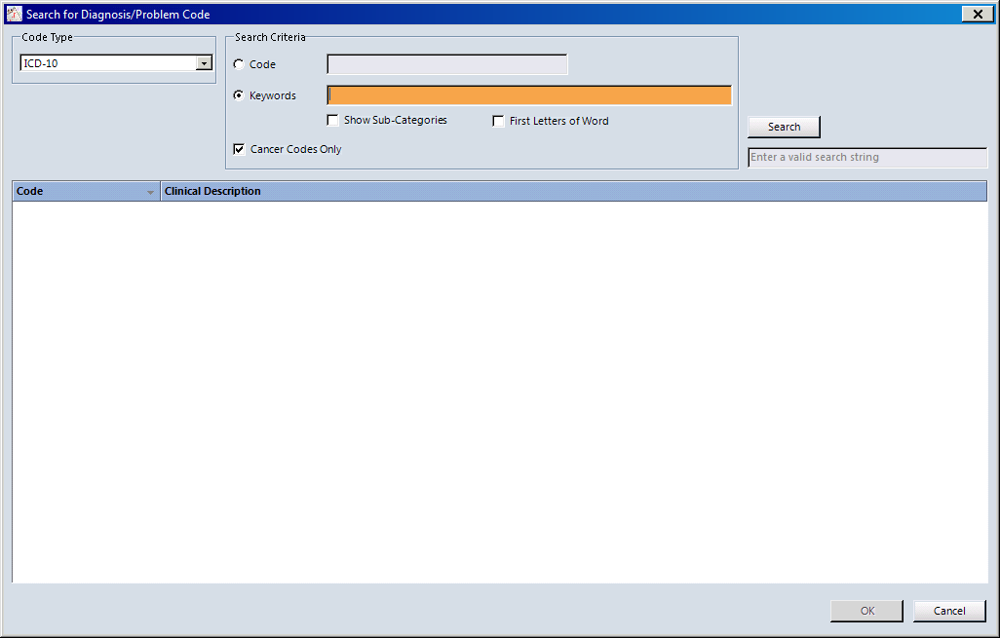 Search for Diagnosis/Problem Code
Code Type
ICD-10
Search Criteria
Code
Keywords
Show Sub-Categories
First Letters of Word
Cancer Codes Only
Search
Enter a valid search string
Code
Clinical Description
OK
Cancel